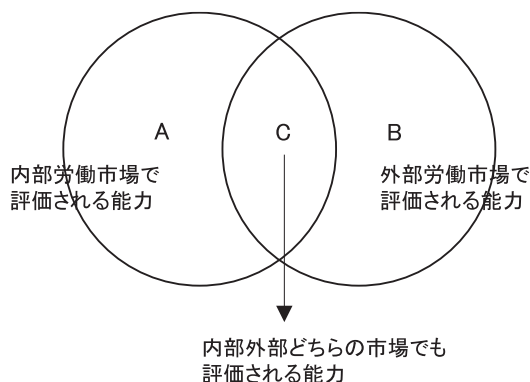 A
C
B
内部労働市場で
評価される能力
外部労働市場で
評価される能力
内部外部どちらの市場でも
評価される能力